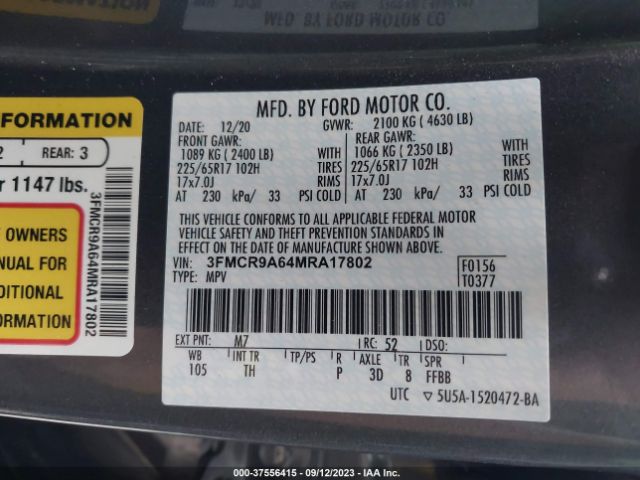 FORMATION
2 REAR: 3
r 1147 lbs.
OWNERS
NUAL FOR
DITIONAL
FORMATION
3FMCR9A64MRA17802
MFD. BY FORD MOTOR CO.
DATE: 12/20 GVWR: 2100 KG ( 4630 LB)
FRONT GAWR: REAR GAWR:
1089 KG ( 2400 LB) WITH 1066 KG ( 2350 LB) WITH
225/65R17 102H TIRES 225/65R17 102H TIRES
17x7.0J RIMS 17x7.0J RIMS
AT 230 kPa/ 33 PSI COLD AT 230 kPa/ 33 PSI COLD
THIS VEHICLE CONFORMS TO ALL APPLICABLE FEDERAL MOTOR
VEHICLE SAFETY AND THEFT PREVENTION STANDARDS IN
EFFECT ON THE DATE OF MANUFACTURE SHOWN ABOVE.
VIN: 3FMCR9A64MRA17802
TYPE: MPV
F0156
T0377
EXT PNT: M7 RC: 52 DSO:
WB INT TR TP/PS R AXLE TR SPR
105 TH P 3D 8 FFBB
UTC ▽ 5U5A-1520472-BA
000-37556415 - 09/12/2023 - IAA Inc.